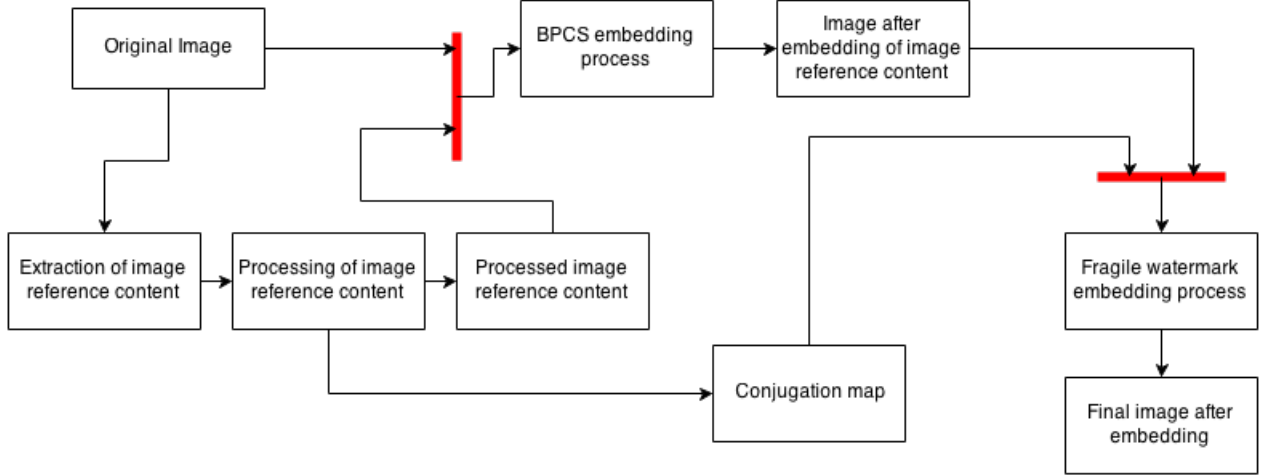 Original Image
BPCS embedding
process
Image after
embedding of image
reference content
Extraction of image
reference content
Processing of image
reference content
Processed image
reference content
Fragile watermark
embedding process
Conjugation map
Final image after
embedding